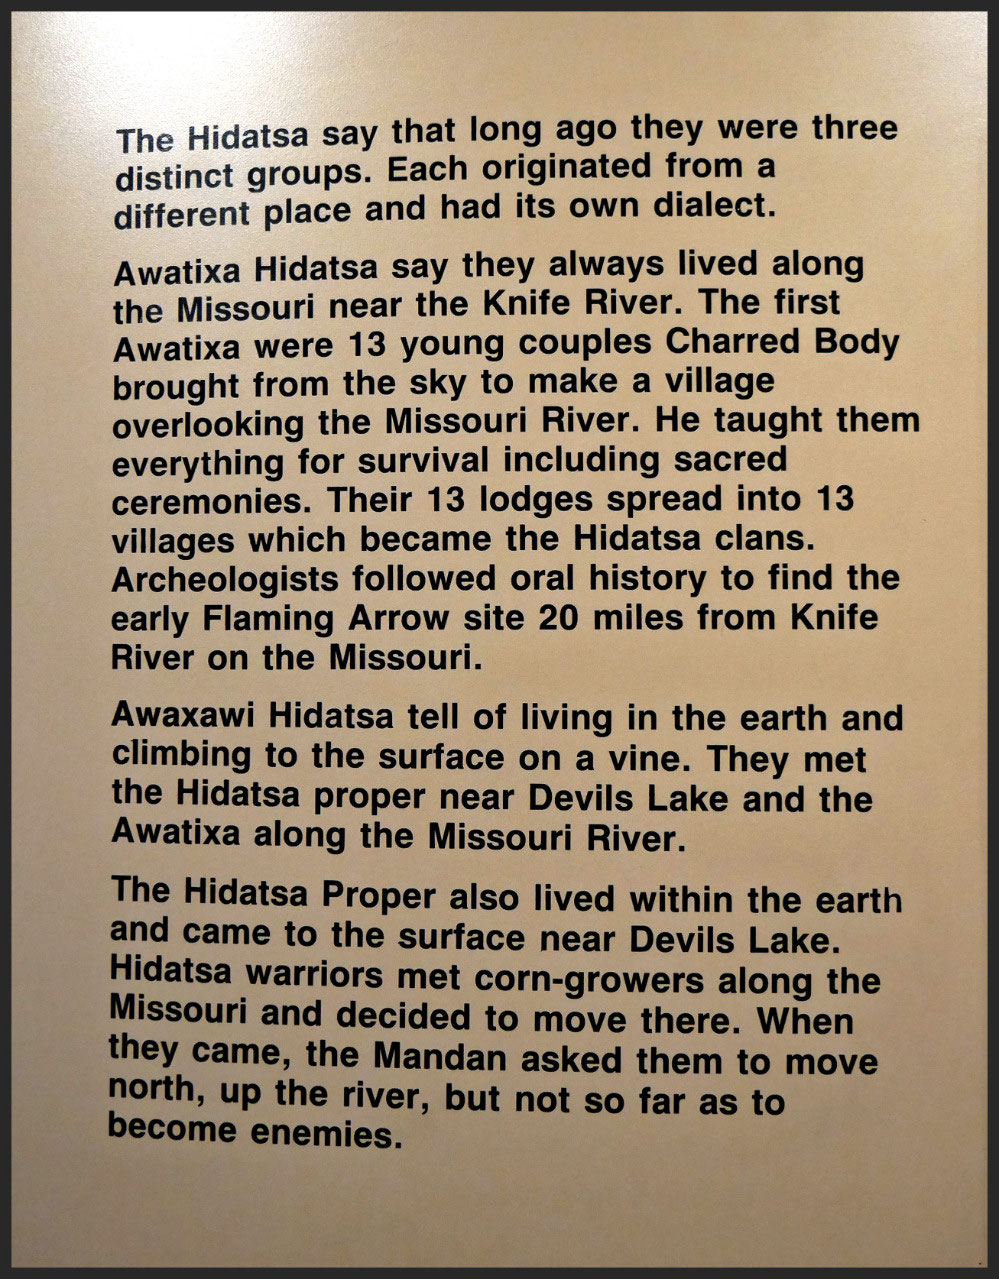 The Hidatsa say that long ago they were three
distinct groups. Each originated from a
different place and had its own dialect.
Awatixa Hidatsa say they always lived along
the Missouri near the Knife River. The first
Awatixa were 13 young couples Charred Body
brought from the sky to make a village
overlooking the Missouri River. He taught them
everything for survival including sacred
ceremonies. Their 13 lodges spread into 13
villages which became the Hidatsa clans.
Archeologists followed oral history to find the
early Flaming Arrow site 20 miles from Knife
River on the Missouri.
Awaxawi Hidatsa tell of living in the earth and
climbing to the surface on a vine. They met
the Hidatsa proper near Devils Lake and the
Awatixa along the Missouri River.
The Hidatsa Proper also lived within the earth
and came to the surface near Devils Lake.
Hidatsa warriors met corn-growers along the
Missouri and decided to move there. When
they came, the Mandan asked them to move
north, up the river, but not so far as to
become enemies.